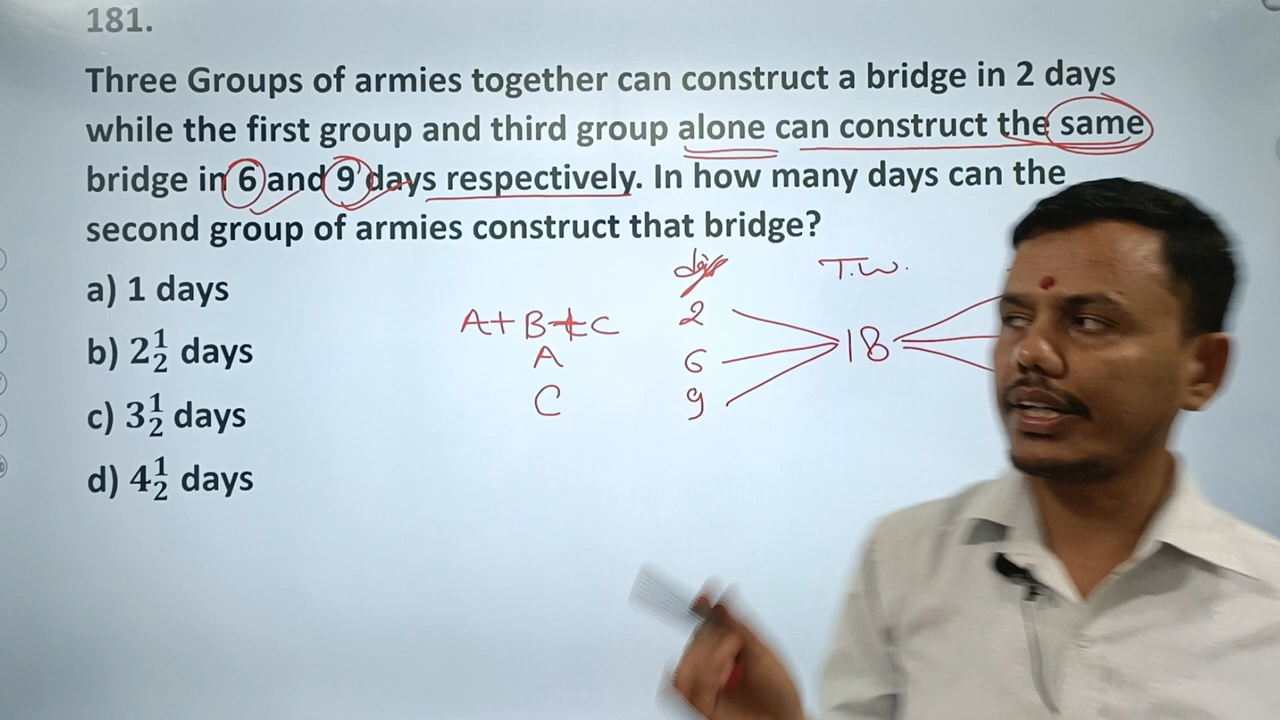 181.
Three Groups of armies together can construct a bridge in 2 days
while the first group and third group alone can construct the same
bridge in 6 and 9 days respectively. In how many days can the
second group of armies construct that bridge?
a) 1 days
b) 2½ days
c) 3½ days
d) 4½ days
days T.W.
A+B+C 2
A 6 18
C 9